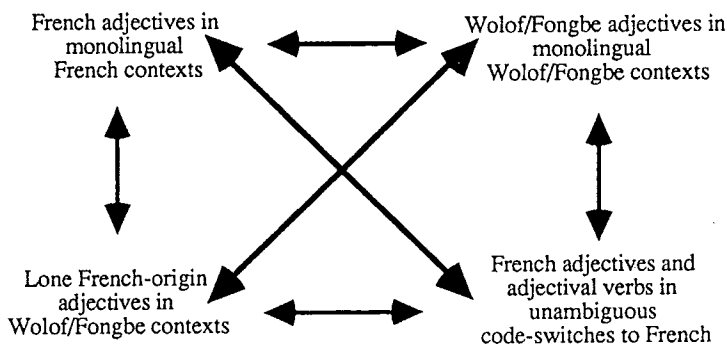 French adjectives in
monolingual
French contexts
Wolof/Fongbe adjectives in
monolingual
Wolof/Fongbe contexts
Lone French-origin
adjectives in
Wolof/Fongbe contexts
French adjectives and
adjectival verbs in
unambiguous
code-switches to French